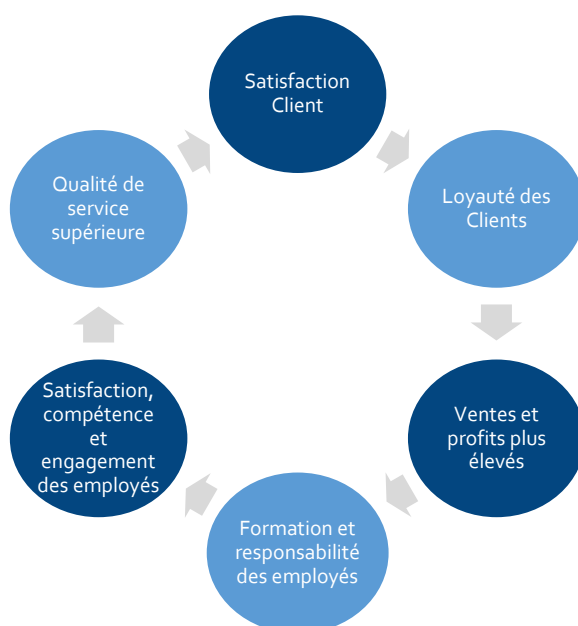 Satisfaction
Client
Loyauté des
Clients
Ventes et
profits plus
élevés
Formation et
responsabilité
des employés
Satisfaction,
compétence
et
engagement
des employés
Qualité de
service
supérieure